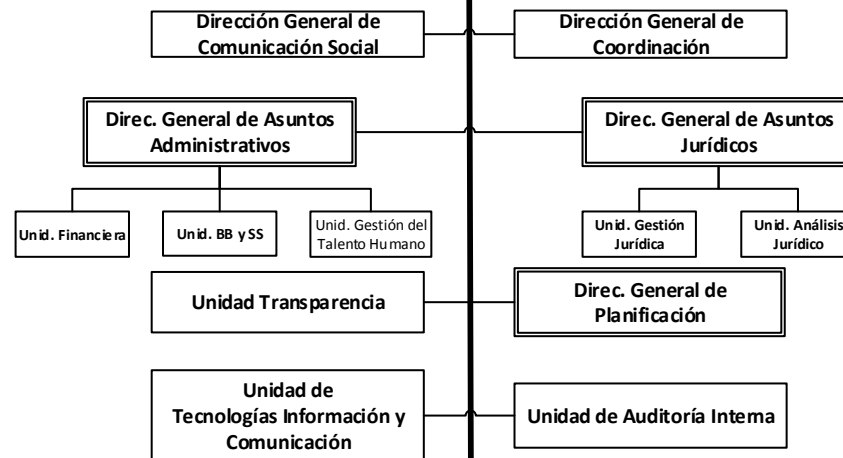 Dirección General de
Comunicación Social
Dirección General de
Coordinación
Direc. General de Asuntos
Administrativos
Direc. General de Asuntos
Jurídicos
Unid. Financiera
Unid. BB y SS
Unid. Gestión del
Talento Humano
Unid. Gestión
Jurídica
Unid. Análisis
Jurídico
Unidad Transparencia
Direc. General de
Planificación
Unidad de
Tecnologías Información y
Comunicación
Unidad de Auditoría Interna